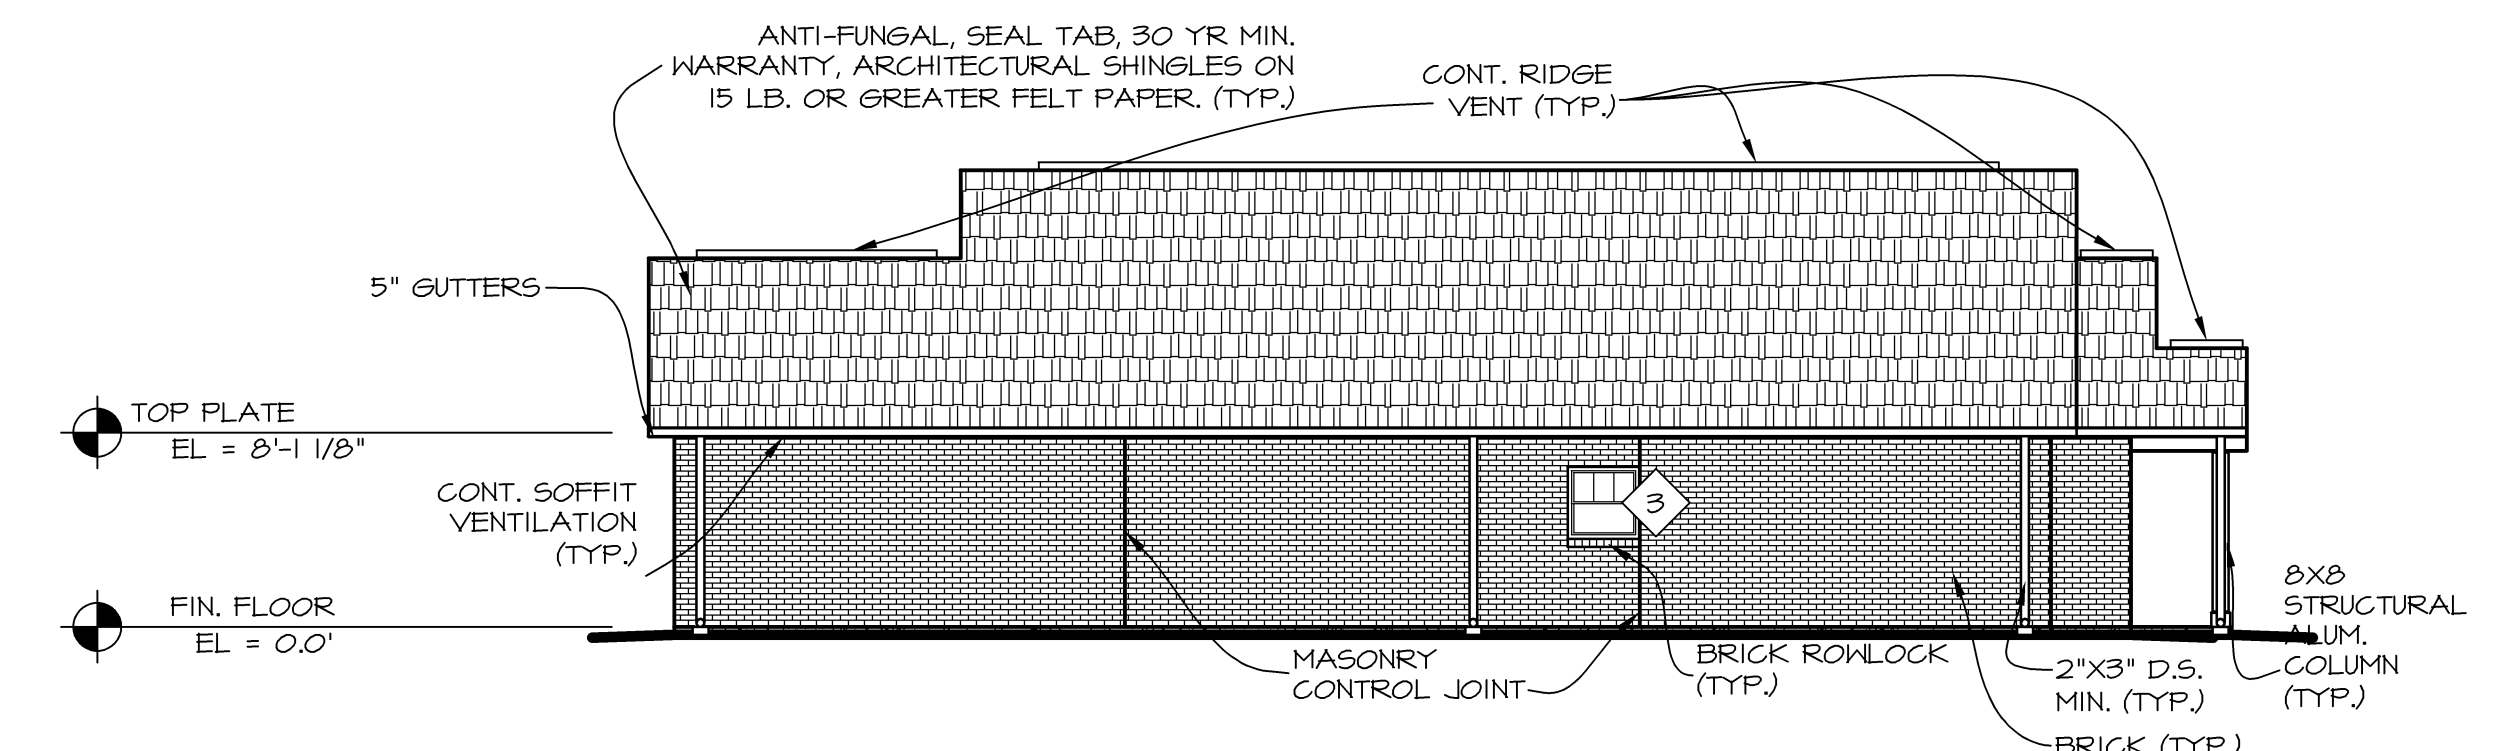 ANTI-FUNGAL, SEAL TAB, 30 YR MIN.
WARRANTY, ARCHITECTURAL SHINGLES ON
15 LB. OR GREATER FELT PAPER. (TYP.)
CONT. RIDGE
VENT (TYP.)
5" GUTTERS
TOP PLATE
EL = 8'-1 1/8"
CONT. SOFFIT
VENTILATION
(TYP.)
3
FIN. FLOOR
EL = 0.0'
MASONRY
CONTROL JOINT
BRICK ROWLOCK
(TYP.)
2"X3" D.S.
MIN. (TYP.)
8X8
STRUCTURAL
ALUM.
COLUMN
(TYP.)
BRICK (TYP.)